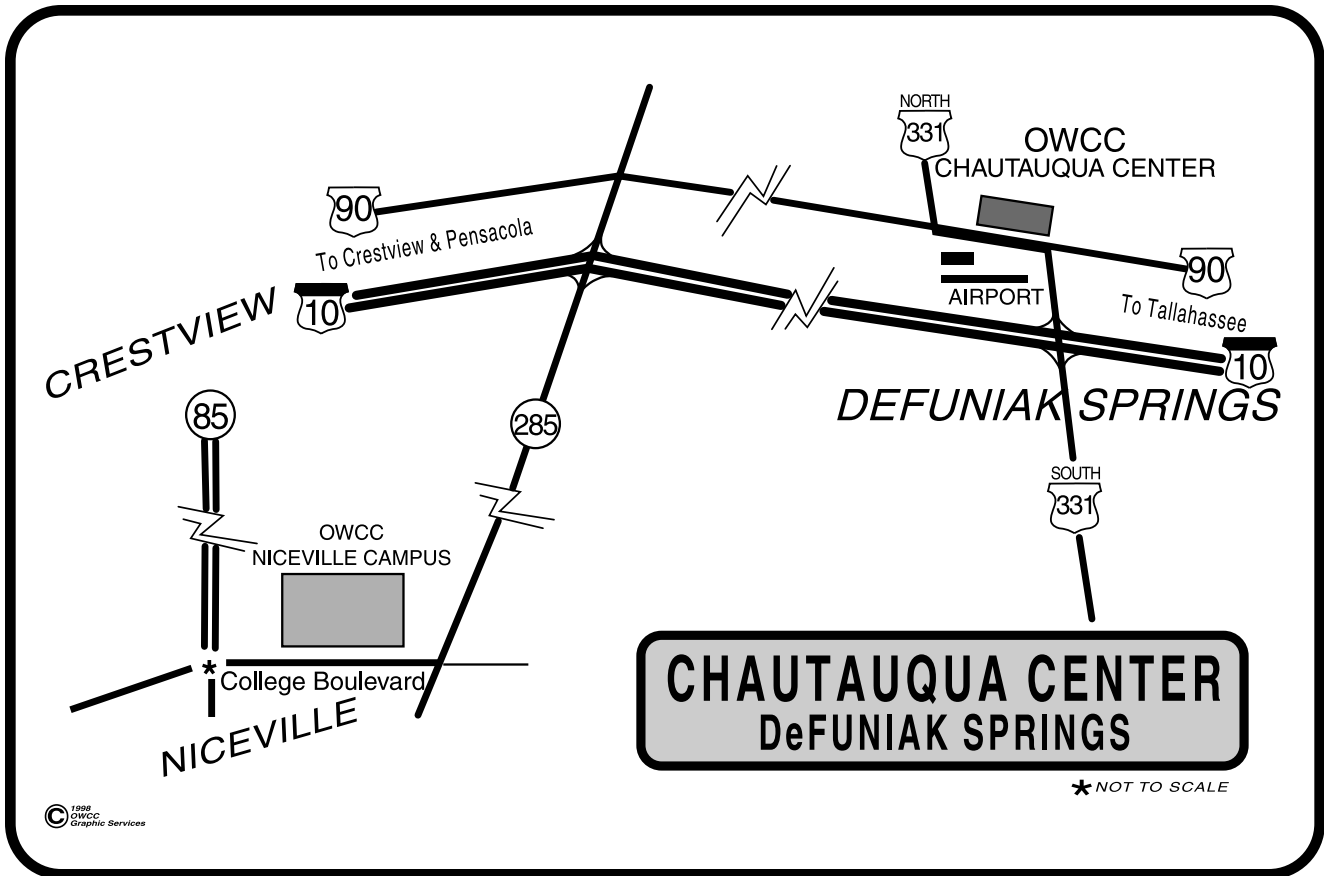 NORTH
331
OWCC
CHAUTAUQUA CENTER
90
To Crestview & Pensacola
90
AIRPORT
To Tallahassee
10
CRESTVIEW
10
DEFUNIAK SPRINGS
85
285
SOUTH
331
OWCC
NICEVILLE CAMPUS
* College Boulevard
NICEVILLE
CHAUTAUQUA CENTER
DeFUNIAK SPRINGS
* NOT TO SCALE
© 1998
OWCC
Graphic Services